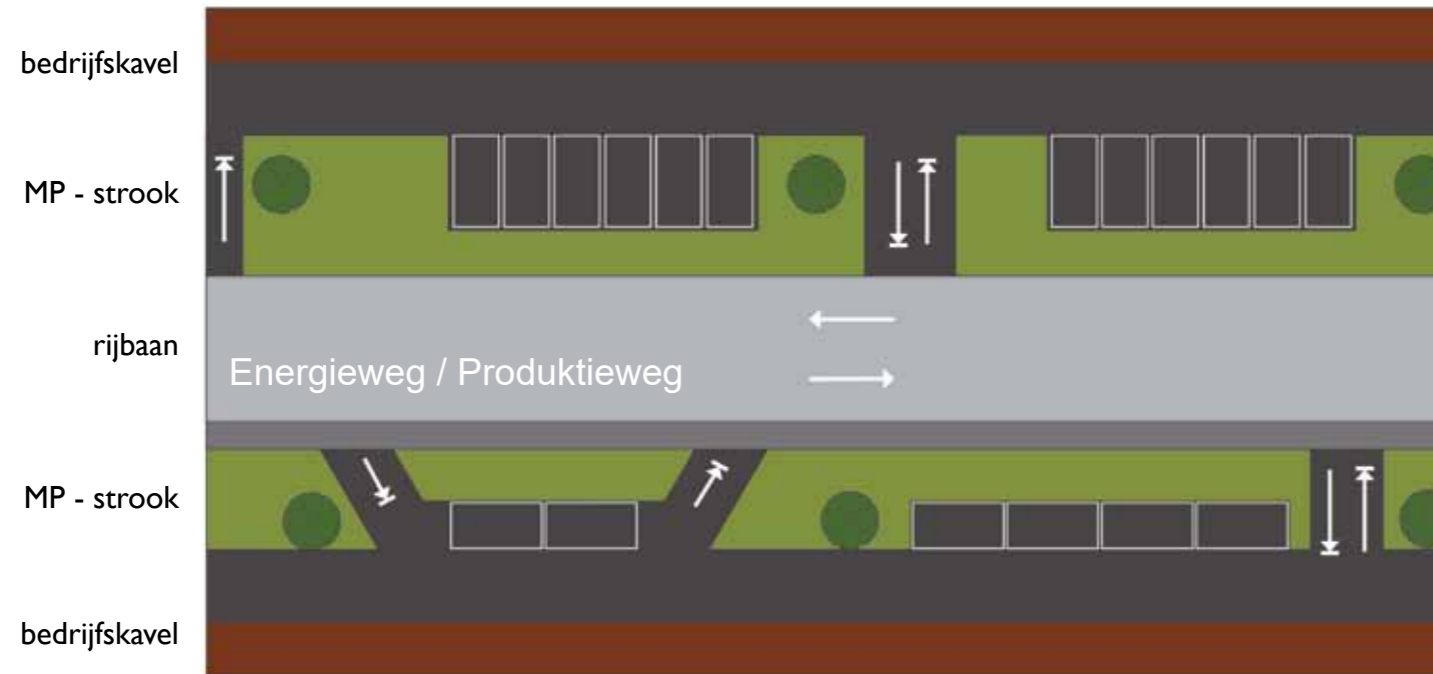 bedrijfskavel
MP - strook
rijbaan
Energieweg / Produktieweg
MP - strook
bedrijfskavel